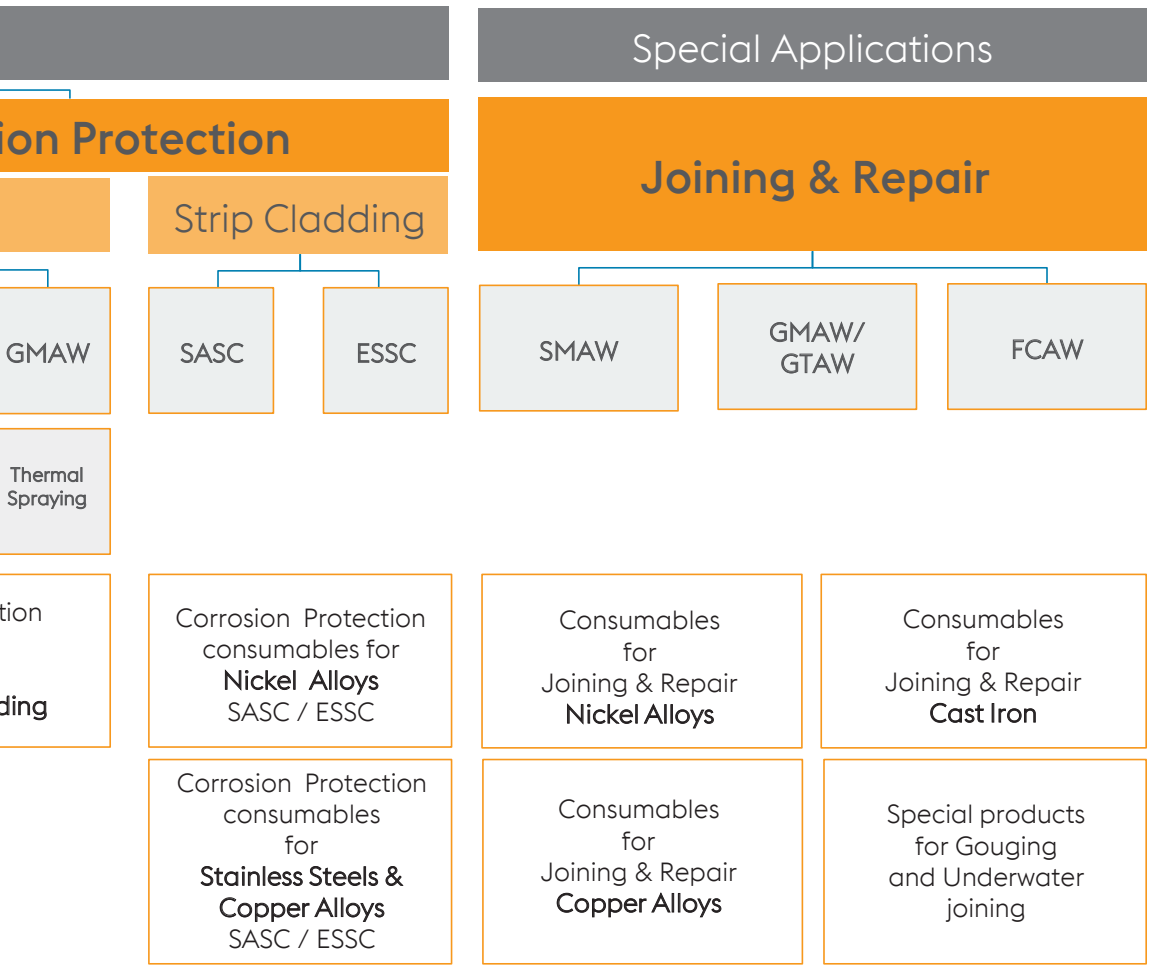 Special Applications
ion Protection
Joining & Repair
Strip Cladding
GMAW
SASC
ESSC
SMAW
GMAW/
GTAW
FCAW
Thermal
Spraying
tion
ding
Corrosion Protection
consumables for
Nickel Alloys
SASC / ESSC
Consumables
for
Joining & Repair
Nickel Alloys
Consumables
for
Joining & Repair
Cast Iron
Corrosion Protection
consumables
for
Stainless Steels &
Copper Alloys
SASC / ESSC
Consumables
for
Joining & Repair
Copper Alloys
Special products
for Gouging
and Underwater
joining